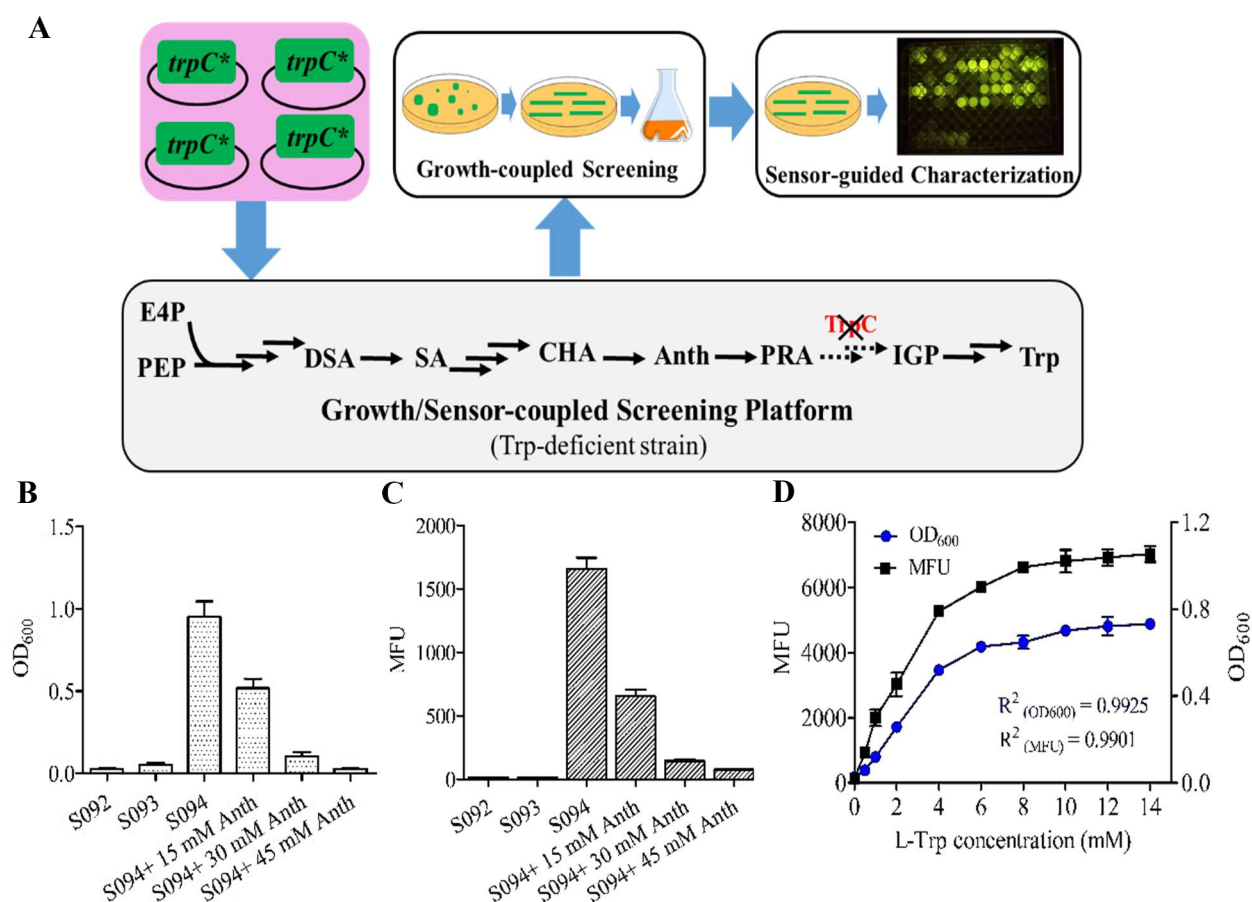 A
trpC*
trpC*
trpC*
trpC*
Growth-coupled Screening
Sensor-guided Characterization
E4P
PEP
DSA
SA
CHA
Anth
PRA
TrpC
IGP
Trp
Growth/Sensor-coupled Screening Platform
(Trp-deficient strain)
B
OD600
1.5
1.0
0.5
0.0
S092
S093
S094
S094+ 15 mM Anth
S094+ 30 mM Anth
S094+ 45 mM Anth
C
MFU
2000
1500
1000
500
0
S092
S093
S094
S094+ 15 mM Anth
S094+ 30 mM Anth
S094+ 45 mM Anth
D
MFU
8000
6000
4000
2000
0
OD600
MFU
R2 (OD600) = 0.9925
R2 (MFU) = 0.9901
1.2
0.8
0.4
0.0
OD600
0 2 4 6 8 10 12 14
L-Trp concentration (mM)